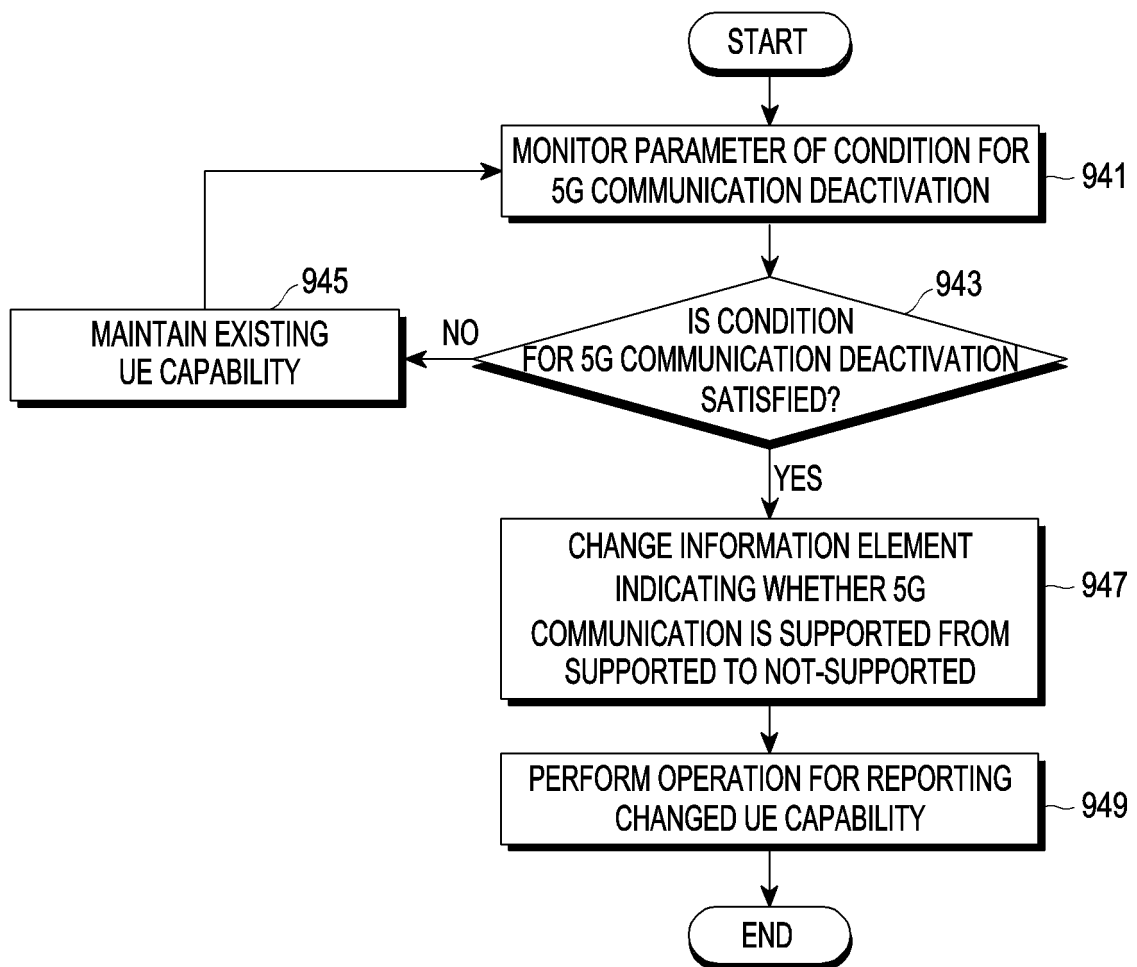 START
MONITOR PARAMETER OF CONDITION FOR
5G COMMUNICATION DEACTIVATION
941
945
MAINTAIN EXISTING
UE CAPABILITY
NO
943
IS CONDITION
FOR 5G COMMUNICATION DEACTIVATION
SATISFIED?
YES
CHANGE INFORMATION ELEMENT
INDICATING WHETHER 5G
COMMUNICATION IS SUPPORTED FROM
SUPPORTED TO NOT-SUPPORTED
947
PERFORM OPERATION FOR REPORTING
CHANGED UE CAPABILITY
949
END